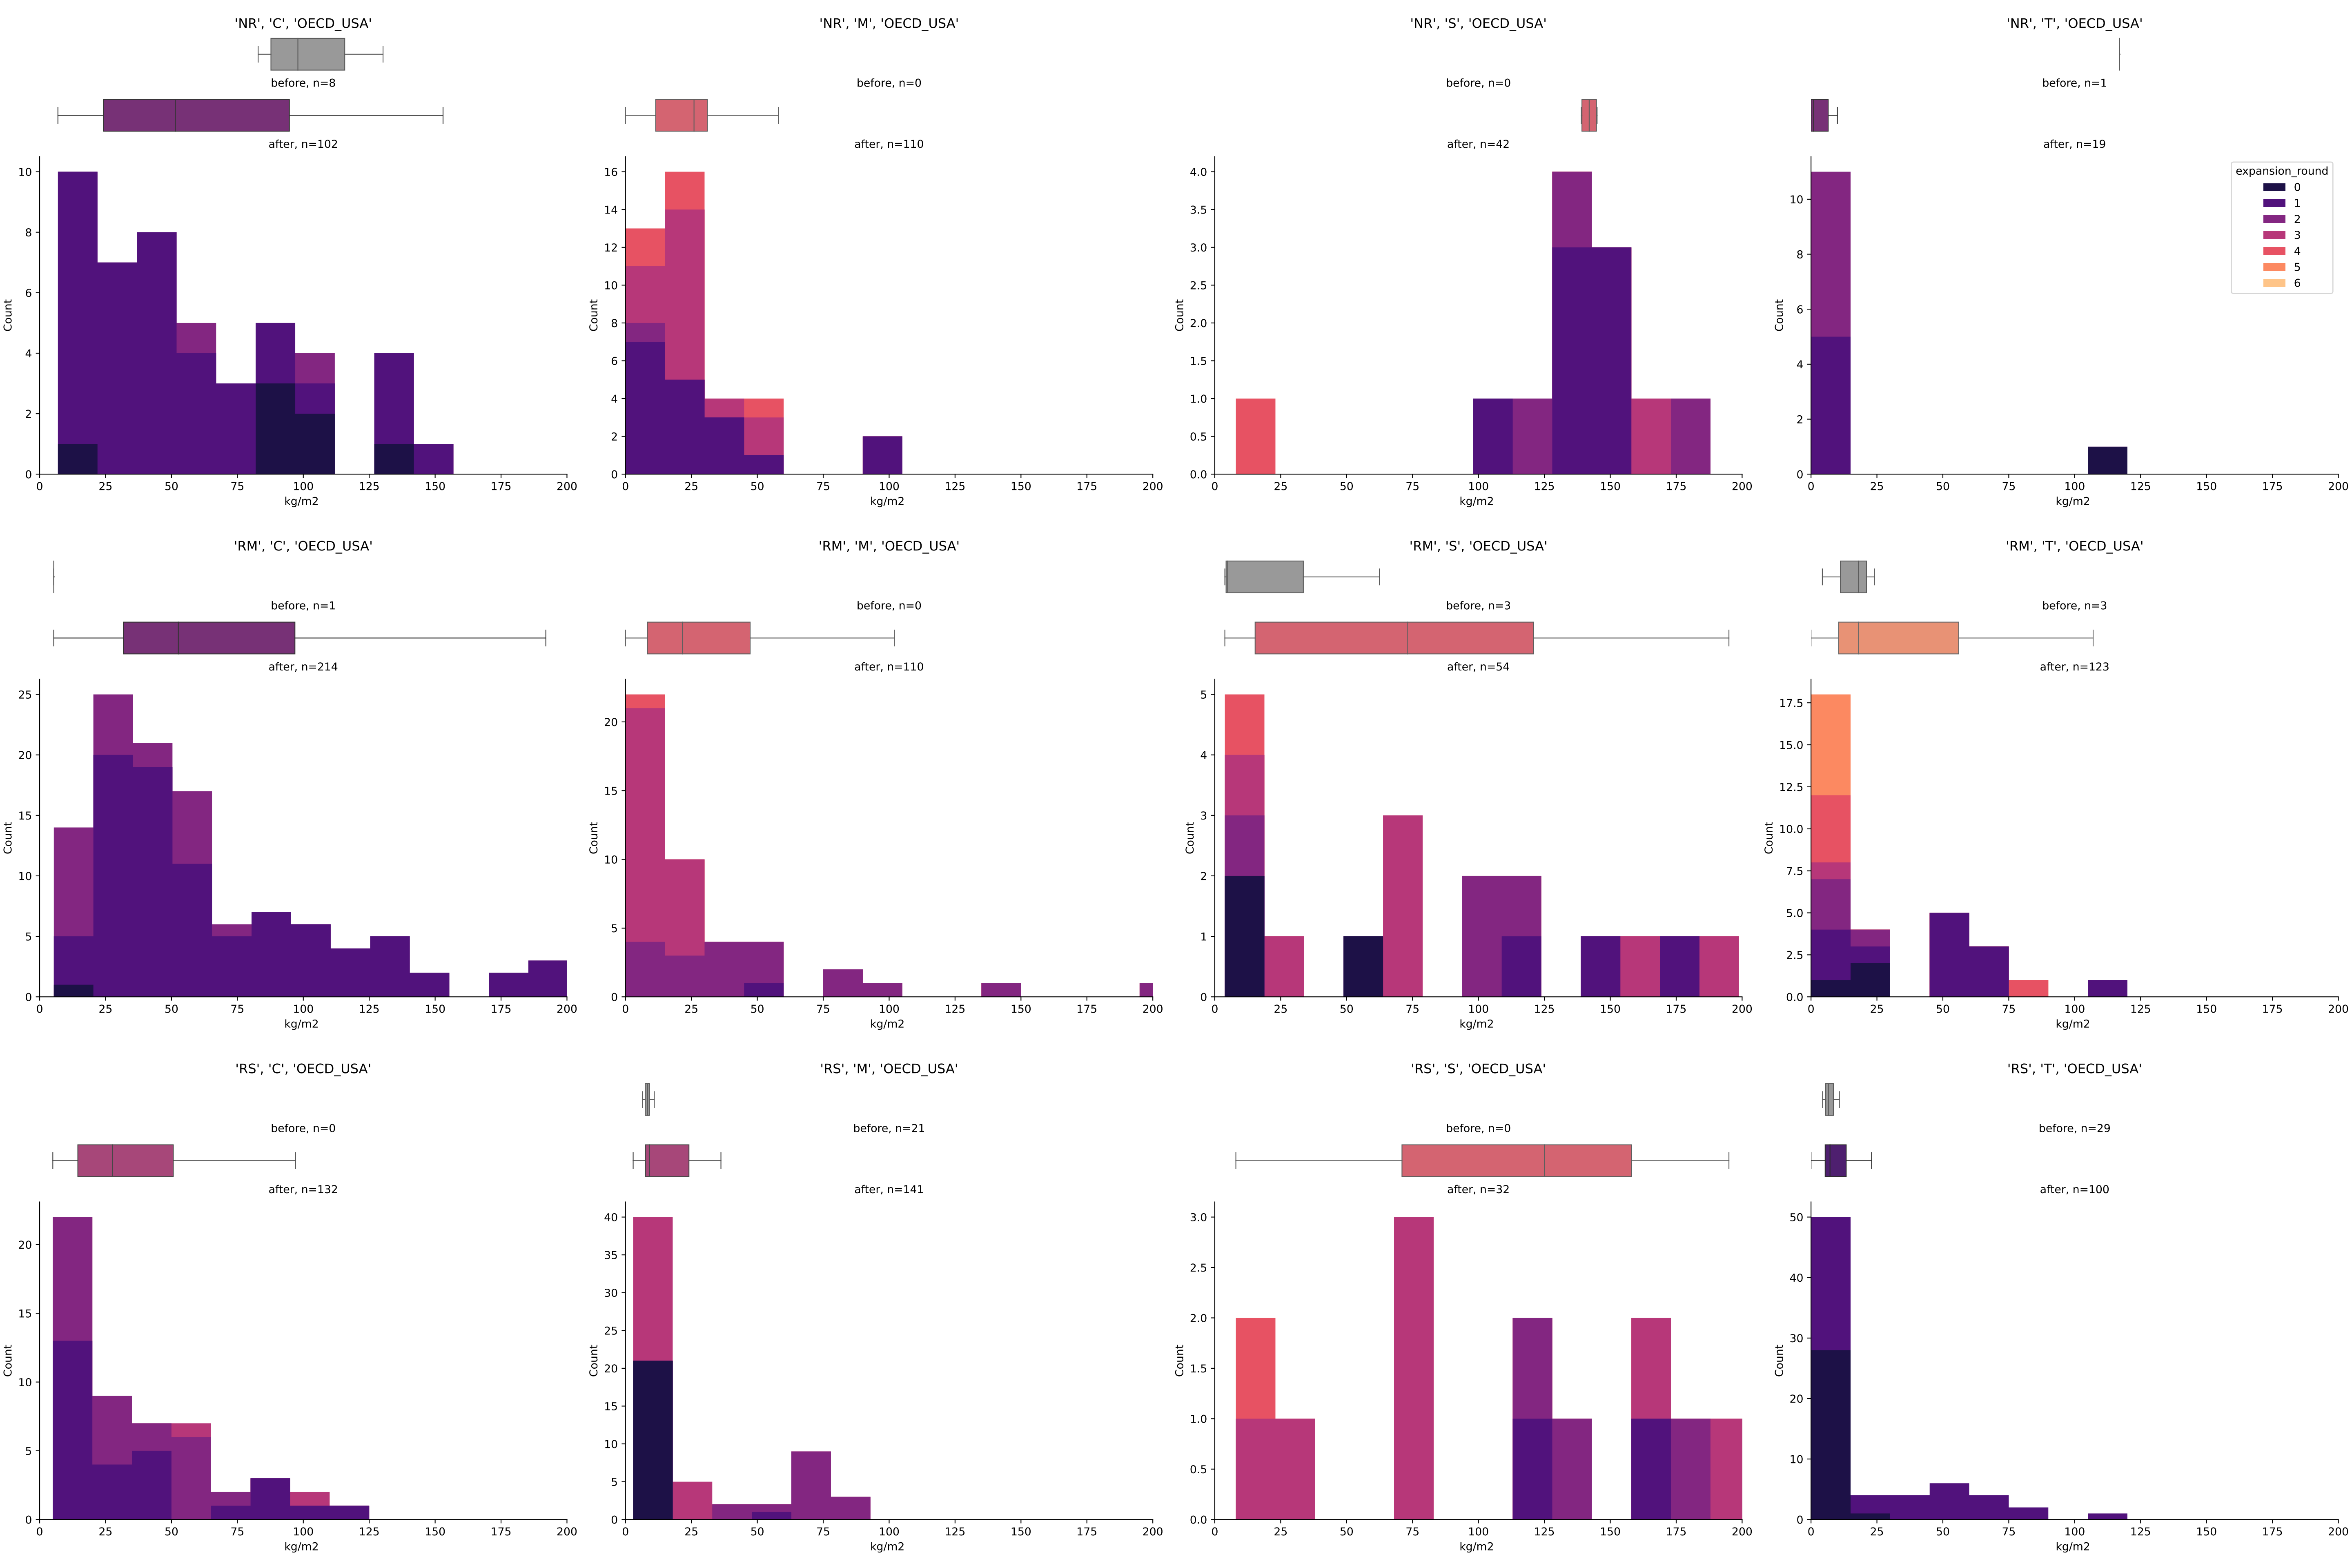 'NR', 'C', 'OECD_USA'
before, n=8
after, n=102
Count
10
8
6
4
2
0
0 25 50 75 100 125 150 175 200
kg/m2
'NR', 'M', 'OECD_USA'
before, n=0
after, n=110
Count
16
14
12
10
8
6
4
2
0
0 25 50 75 100 125 150 175 200
kg/m2
'NR', 'S', 'OECD_USA'
before, n=0
after, n=42
Count
4.0
3.5
3.0
2.5
2.0
1.5
1.0
0.5
0.0
0 25 50 75 100 125 150 175 200
kg/m2
'NR', 'T', 'OECD_USA'
before, n=1
after, n=19
Count
10
8
6
4
2
0
0 25 50 75 100 125 150 175 200
kg/m2
expansion_round
0
1
2
3
4
5
6
'RM', 'C', 'OECD_USA'
before, n=1
after, n=214
Count
25
20
15
10
5
0
0 25 50 75 100 125 150 175 200
kg/m2
'RM', 'M', 'OECD_USA'
before, n=0
after, n=110
Count
20
15
10
5
0
0 25 50 75 100 125 150 175 200
kg/m2
'RM', 'S', 'OECD_USA'
before, n=3
after, n=54
Count
5
4
3
2
1
0
0 25 50 75 100 125 150 175 200
kg/m2
'RM', 'T', 'OECD_USA'
before, n=3
after, n=123
Count
17.5
15.0
12.5
10.0
7.5
5.0
2.5
0.0
0 25 50 75 100 125 150 175 200
kg/m2
'RS', 'C', 'OECD_USA'
before, n=0
after, n=132
Count
20
15
10
5
0
0 25 50 75 100 125 150 175 200
kg/m2
'RS', 'M', 'OECD_USA'
before, n=21
after, n=141
Count
40
35
30
25
20
15
10
5
0
0 25 50 75 100 125 150 175 200
kg/m2
'RS', 'S', 'OECD_USA'
before, n=0
after, n=32
Count
3.0
2.5
2.0
1.5
1.0
0.5
0.0
0 25 50 75 100 125 150 175 200
kg/m2
'RS', 'T', 'OECD_USA'
before, n=29
after, n=100
Count
50
40
30
20
10
0
0 25 50 75 100 125 150 175 200
kg/m2